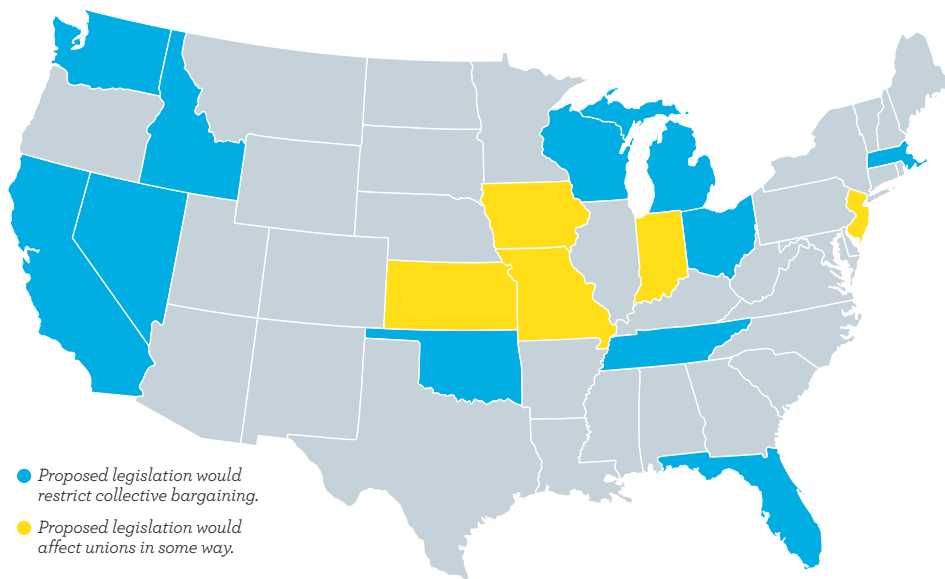 Proposed legislation would
restrict collective bargaining.
Proposed legislation would
affect unions in some way.